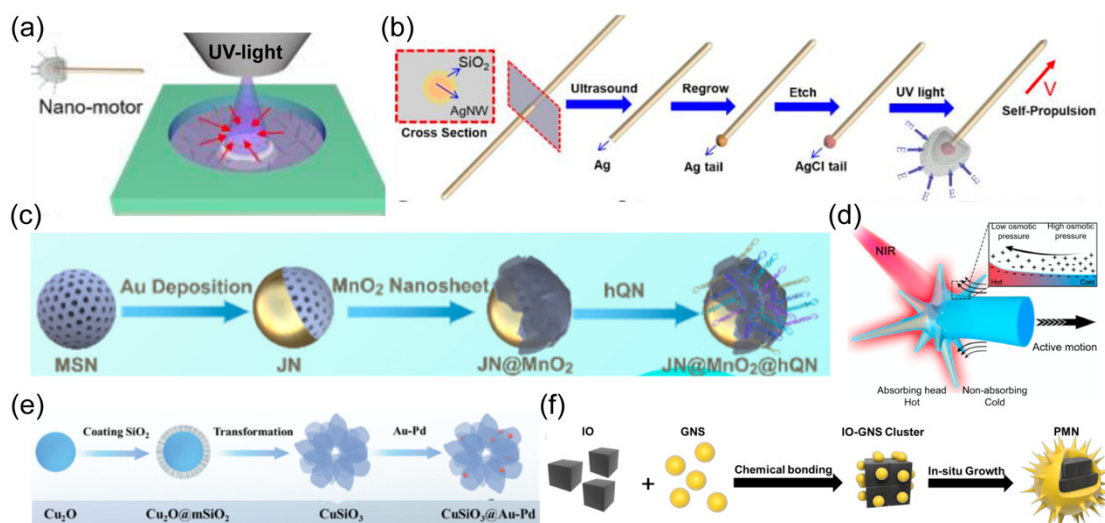 (a)
UV-light
Nano-motor
(b)
SiO2
AgNW
Cross Section
Ultrasound
Regrow
Etch
UV light
Ag
Ag tail
AgCl tail
V
Self-Propulsion
E E E E E E
(c)
Au Deposition
MnO2 Nanosheet
hQN
MSN
JN
JN@MnO2
JN@MnO2@hQN
(d)
NIR
Low osmotic
pressure
High osmotic
pressure
Hot
Cold
Active motion
Absorbing head
Hot
Non-absorbing
Cold
(e)
Coating SiO2
Transformation
Au-Pd
Cu2O
Cu2O@mSiO2
CuSiO3
CuSiO3@Au-Pd
(f)
IO
GNS
IO-GNS Cluster
PMN
+
Chemical bonding
In-situ Growth